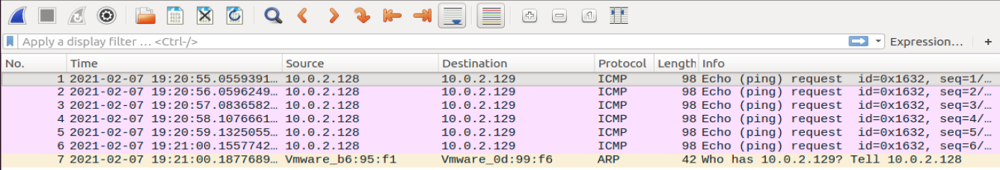 Apply a display filter … <Ctrl-/> Expression… +
No. Time Source Destination Protocol Length Info
1 2021-02-07 19:20:55.0559391… 10.0.2.128 10.0.2.129 ICMP 98 Echo (ping) request id=0x1632, seq=1/…
2 2021-02-07 19:20:56.0596249… 10.0.2.128 10.0.2.129 ICMP 98 Echo (ping) request id=0x1632, seq=2/…
3 2021-02-07 19:20:57.0836582… 10.0.2.128 10.0.2.129 ICMP 98 Echo (ping) request id=0x1632, seq=3/…
4 2021-02-07 19:20:58.1076661… 10.0.2.128 10.0.2.129 ICMP 98 Echo (ping) request id=0x1632, seq=4/…
5 2021-02-07 19:20:59.1325055… 10.0.2.128 10.0.2.129 ICMP 98 Echo (ping) request id=0x1632, seq=5/…
6 2021-02-07 19:21:00.1557742… 10.0.2.128 10.0.2.129 ICMP 98 Echo (ping) request id=0x1632, seq=6/…
7 2021-02-07 19:21:00.1877689… Vmware_b6:95:f1 Vmware_0d:99:f6 ARP 42 Who has 10.0.2.129? Tell 10.0.2.128